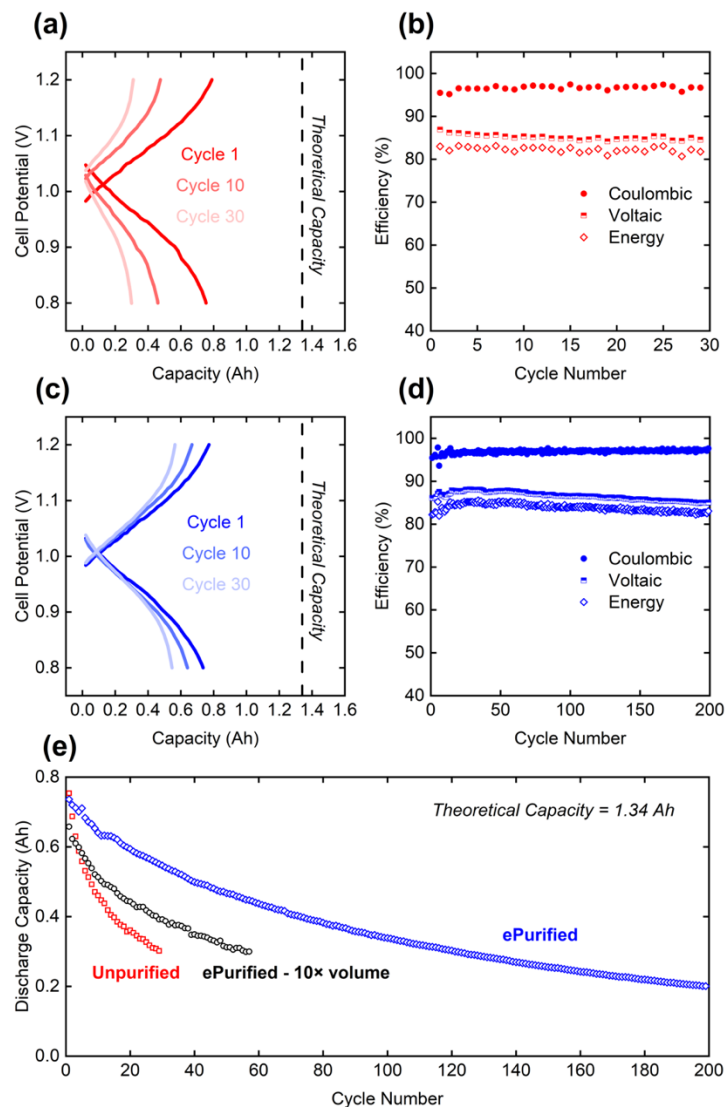 (a)
Cell Potential (V)
1.2
1.1
1.0
0.9
0.8
Cycle 1
Cycle 10
Cycle 30
Theoretical Capacity
0.0 0.2 0.4 0.6 0.8 1.0 1.2 1.4 1.6
Capacity (Ah)
(b)
Efficiency (%)
100
90
80
70
60
50
40
Coulombic
Voltaic
Energy
0 5 10 15 20 25 30
Cycle Number
(c)
Cell Potential (V)
1.2
1.1
1.0
0.9
0.8
Cycle 1
Cycle 10
Cycle 30
Theoretical Capacity
0.0 0.2 0.4 0.6 0.8 1.0 1.2 1.4 1.6
Capacity (Ah)
(d)
Efficiency (%)
100
90
80
70
60
50
40
Coulombic
Voltaic
Energy
0 50 100 150 200
Cycle Number
(e)
Discharge Capacity (Ah)
0.8
0.6
0.4
0.2
0.0
Theoretical Capacity = 1.34 Ah
ePurified
Unpurified
ePurified - 10× volume
0 20 40 60 80 100 120 140 160 180 200
Cycle Number